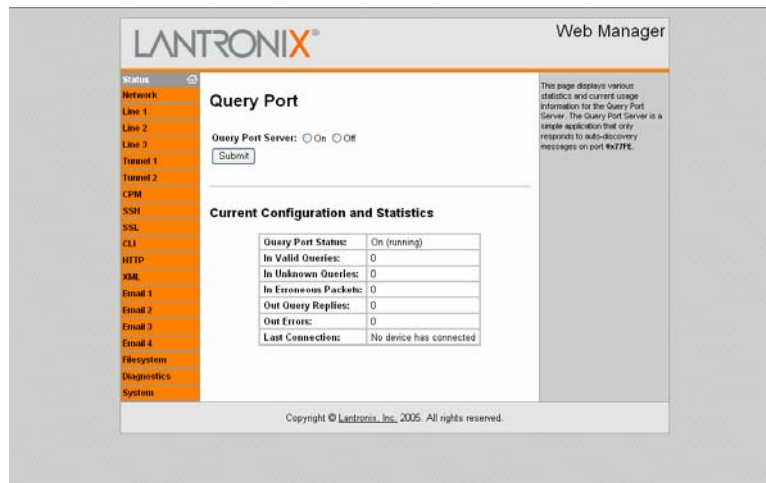 LANTRONIX®
Web Manager
Status
Network
Line 1
Line 2
Line 3
Tunnel 1
Tunnel 2
CPM
SSH
SSL
CLI
HTTP
XML
Email 1
Email 2
Email 3
Email 4
Filesystem
Diagnostics
System
Query Port
Query Port Server: On Off
Submit
Current Configuration and Statistics
Query Port Status: On (running)
In Valid Queries: 0
In Unknown Queries: 0
In Erroneous Packets: 0
Out Query Replies: 0
Out Errors: 0
Last Connection: No device has connected
This page displays various
statistics and current usage
information for the Query Port
Server. The Query Port Server is a
simple application that only
responds to auto-discovery
messages on port 0x77FE.
Copyright © Lantronix, Inc. 2005. All rights reserved.